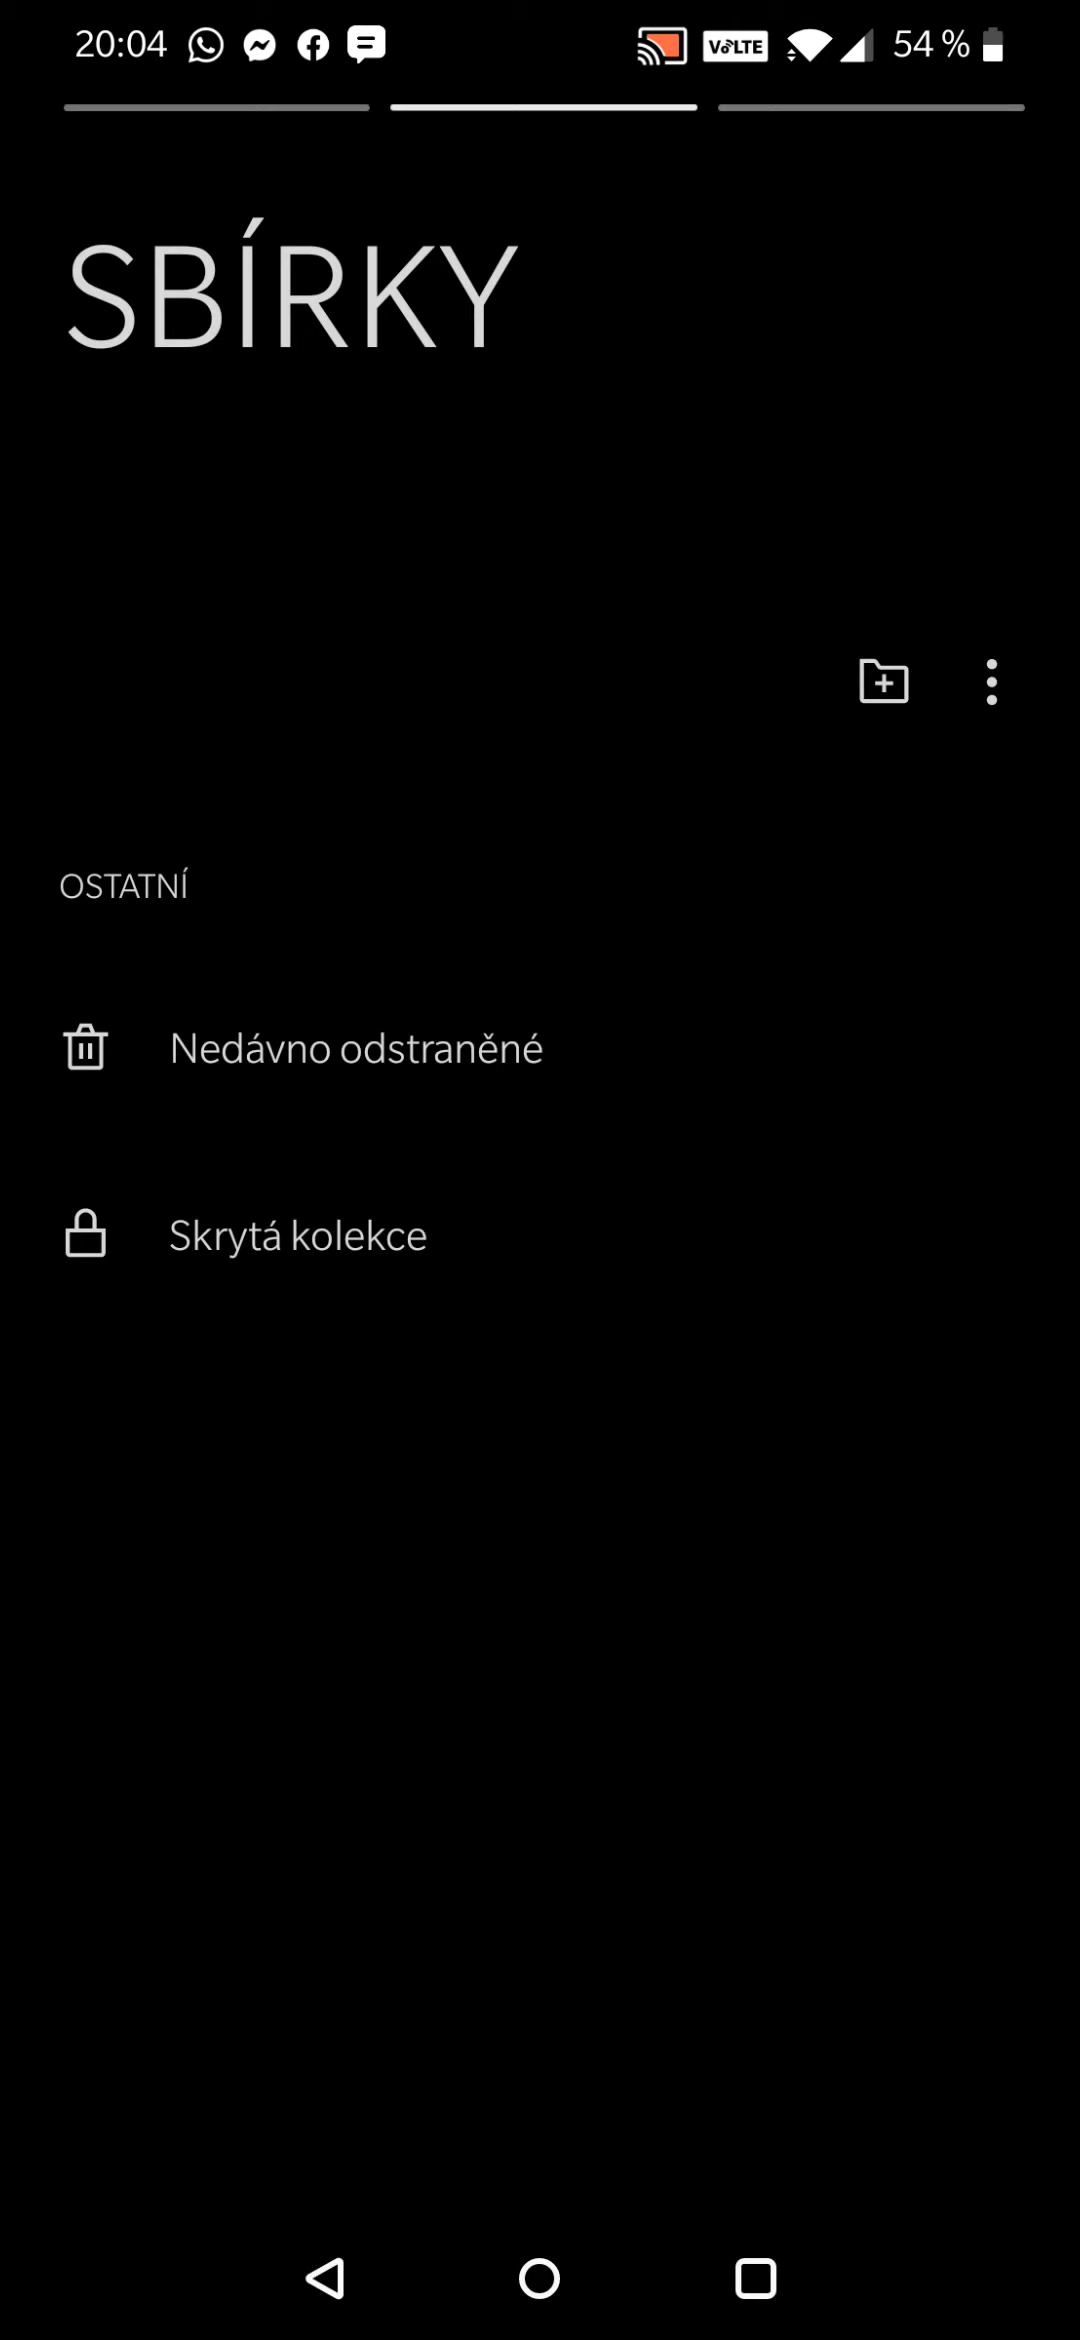 20:04 VoLTE 54 %
SBÍRKY
OSTATNÍ
Nedávno odstraněné
Skrytá kolekce